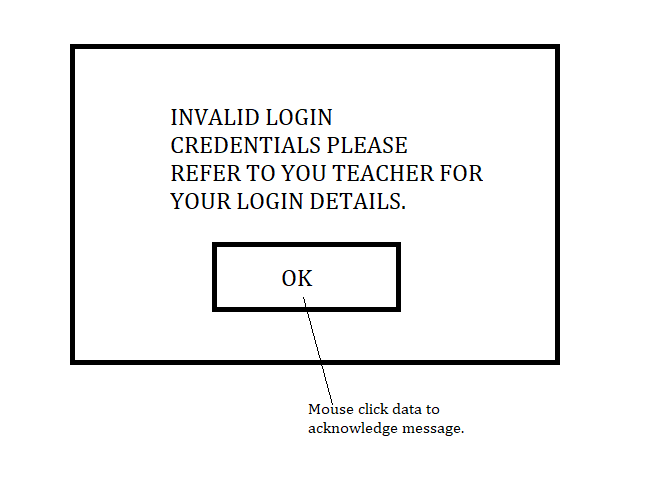 INVALID LOGIN
CREDENTIALS PLEASE
REFER TO YOU TEACHER FOR
YOUR LOGIN DETAILS.
OK
Mouse click data to
acknowledge message.